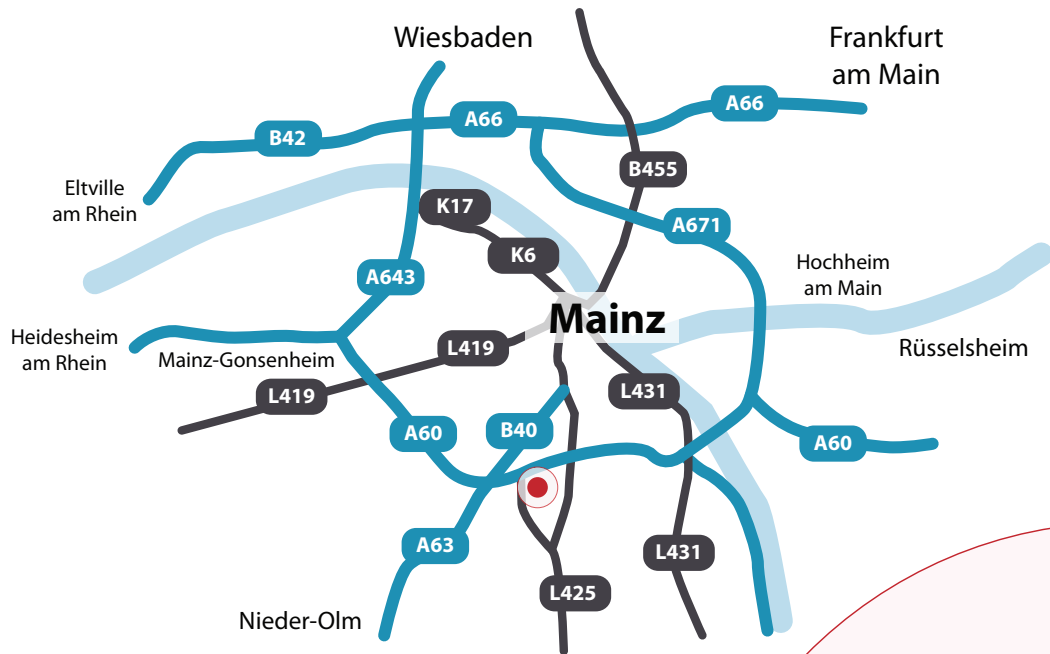 Wiesbaden
Frankfurt
am Main
A66
A66
B42
B455
Eltville
am Rhein
K17
A671
K6
Hochheim
am Main
A643
Mainz
Heidesheim
am Rhein
Mainz-Gonsenheim
L419
Rüsselsheim
L419
L431
A60
B40
A60
A63
L431
L425
Nieder-Olm